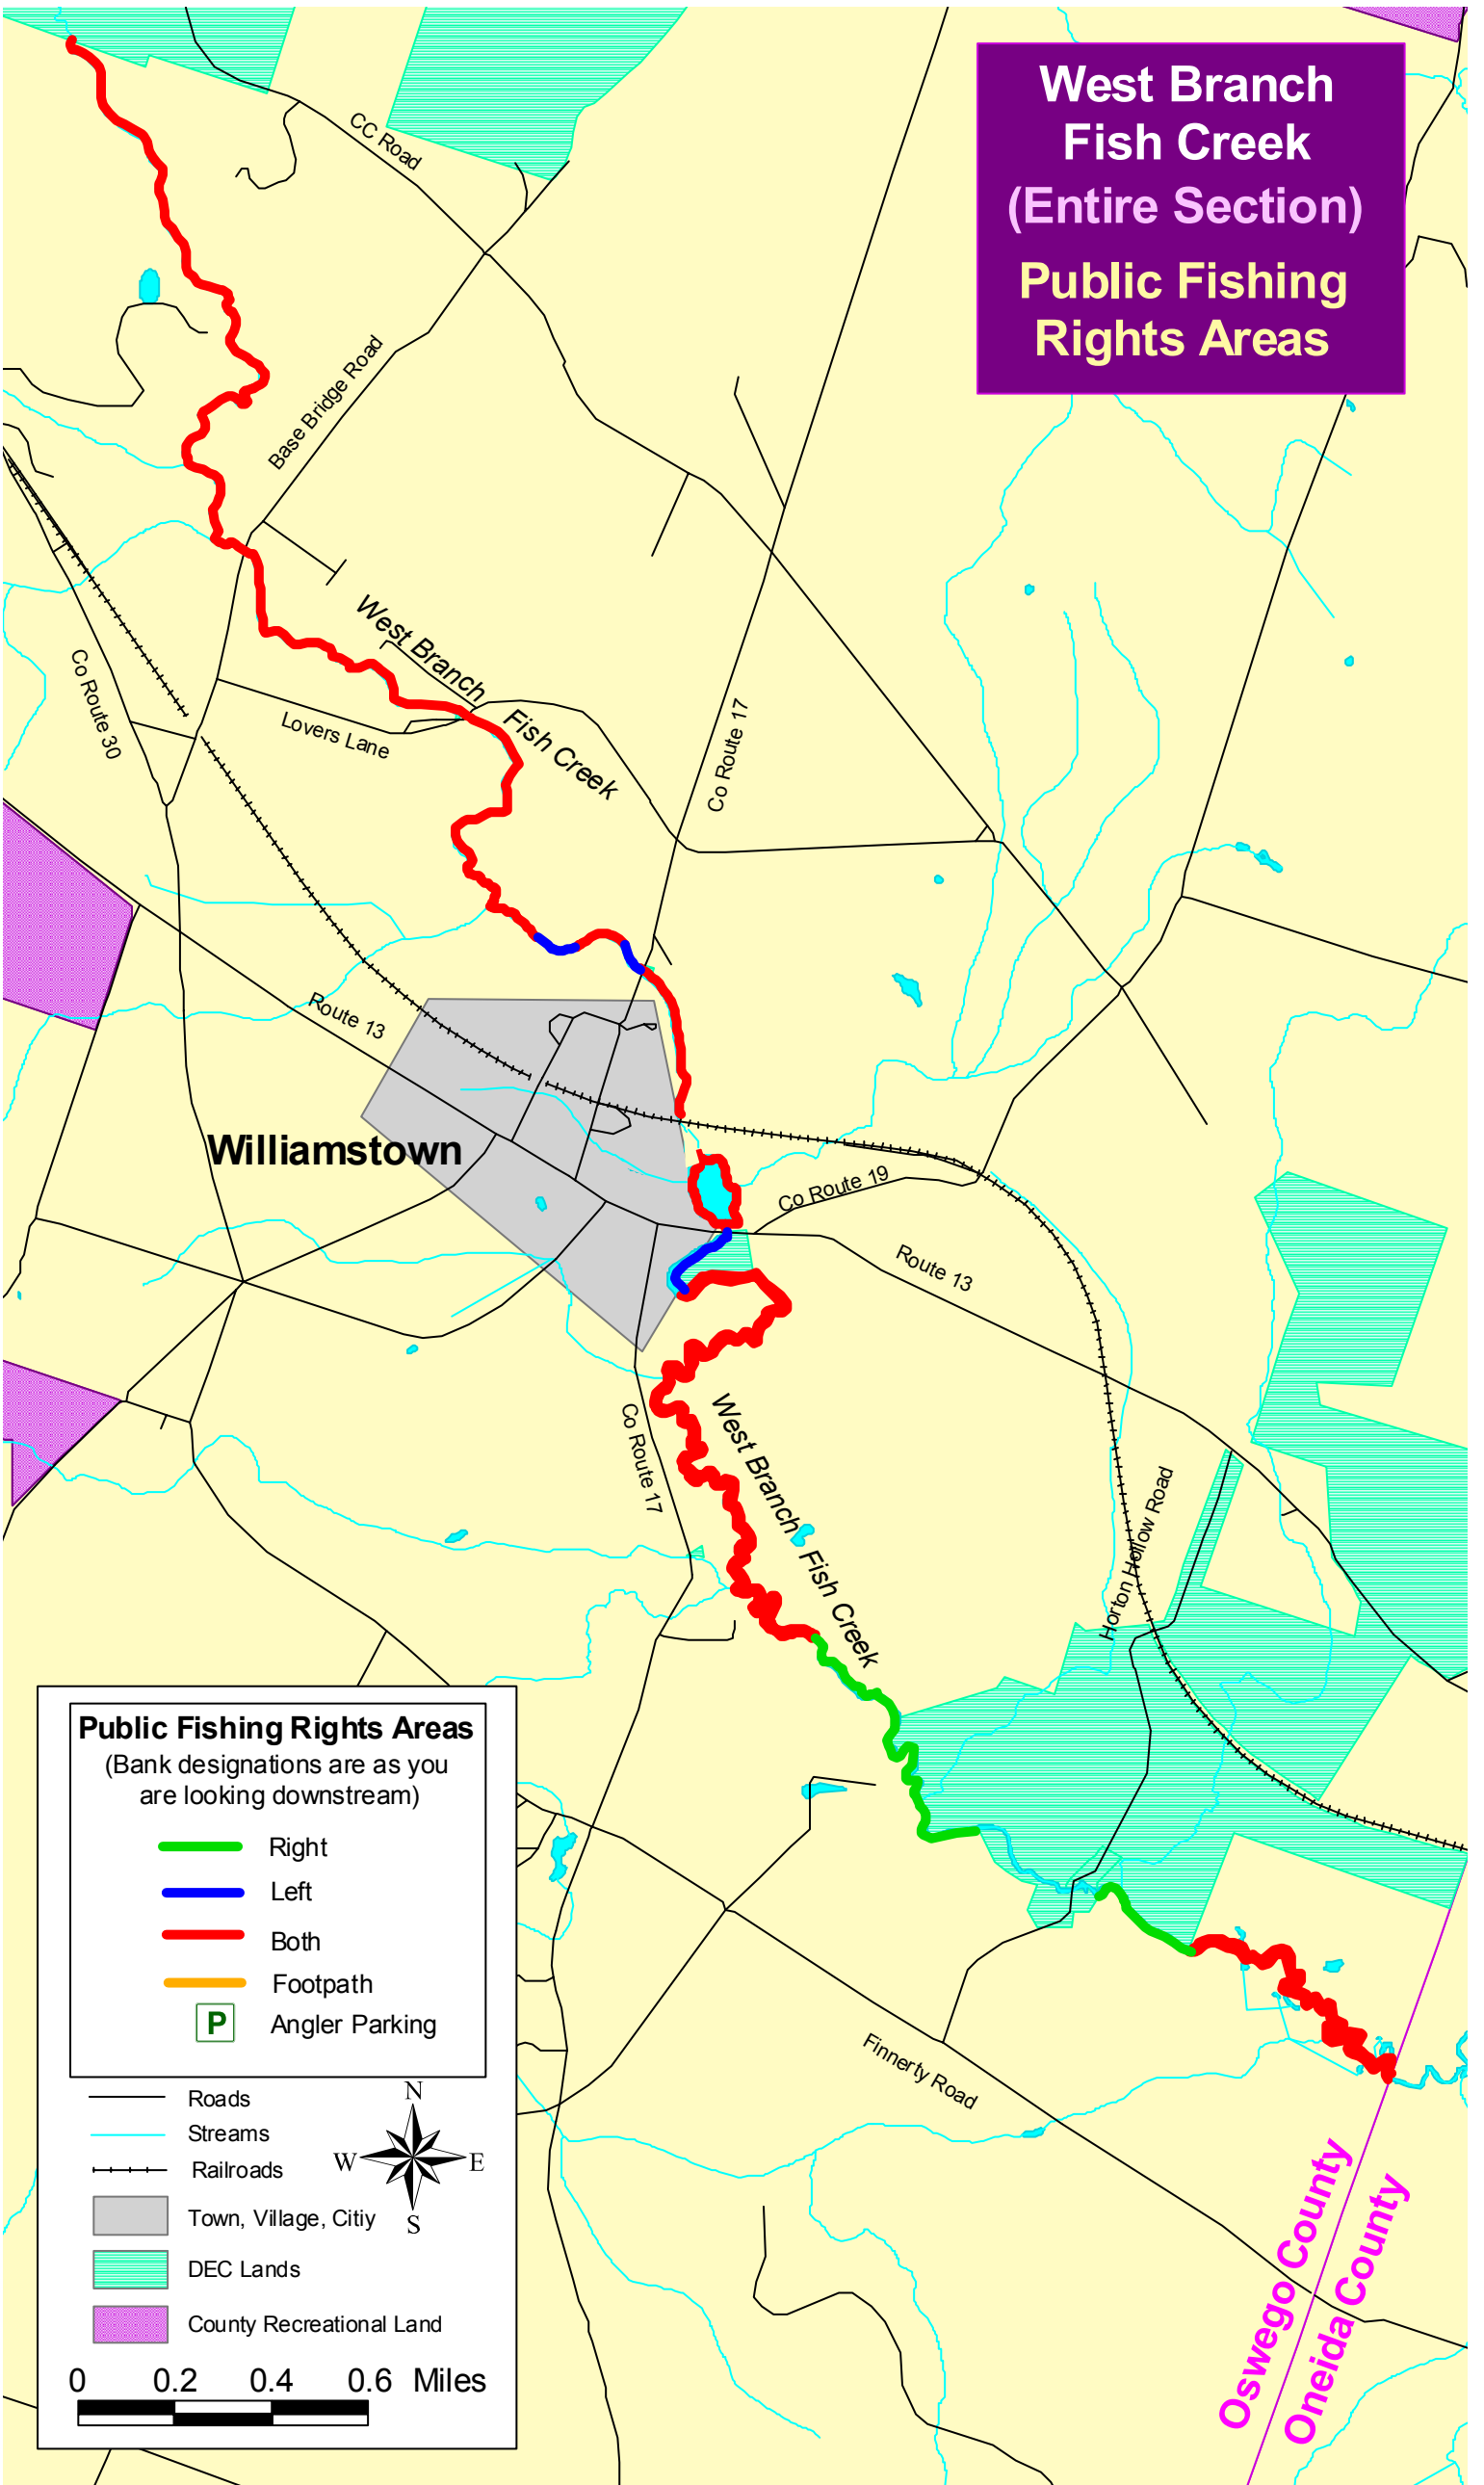 West Branch
Fish Creek
(Entire Section)
Public Fishing
Rights Areas
CC Road
Base Bridge Road
West Branch
Fish Creek
Co Route 30
Lovers Lane
Co Route 17
Route 13
Williamstown
Co Route 19
Route 13
Co Route 17
West Branch
Fish Creek
Horton Hollow Road
Finnerty Road
Oswego County
Oneida County
Public Fishing Rights Areas
(Bank designations are as you
are looking downstream)
Right
Left
Both
Footpath
P Angler Parking
Roads
Streams
Railroads
Town, Village, Citiy
DEC Lands
County Recreational Land
N
W E
S
0 0.2 0.4 0.6 Miles